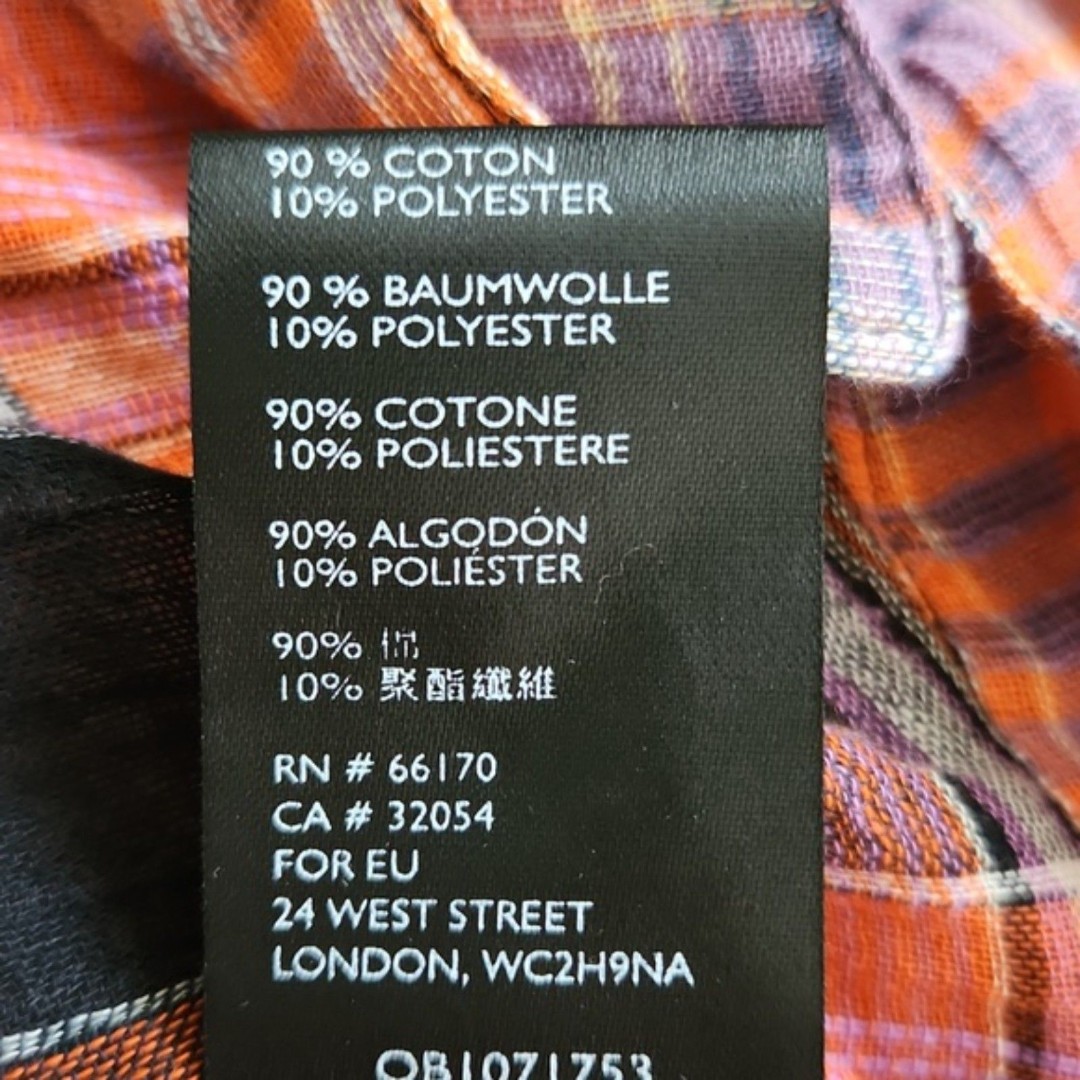 90 % COTON
10% POLYESTER
90 % BAUMWOLLE
10% POLYESTER
90% COTONE
10% POLIESTERE
90% ALGODÓN
10% POLIÉSTER
90% 棉
10% 聚酯纖維
RN # 66170
CA # 32054
FOR EU
24 WEST STREET
LONDON, WC2H9NA
OB1071753